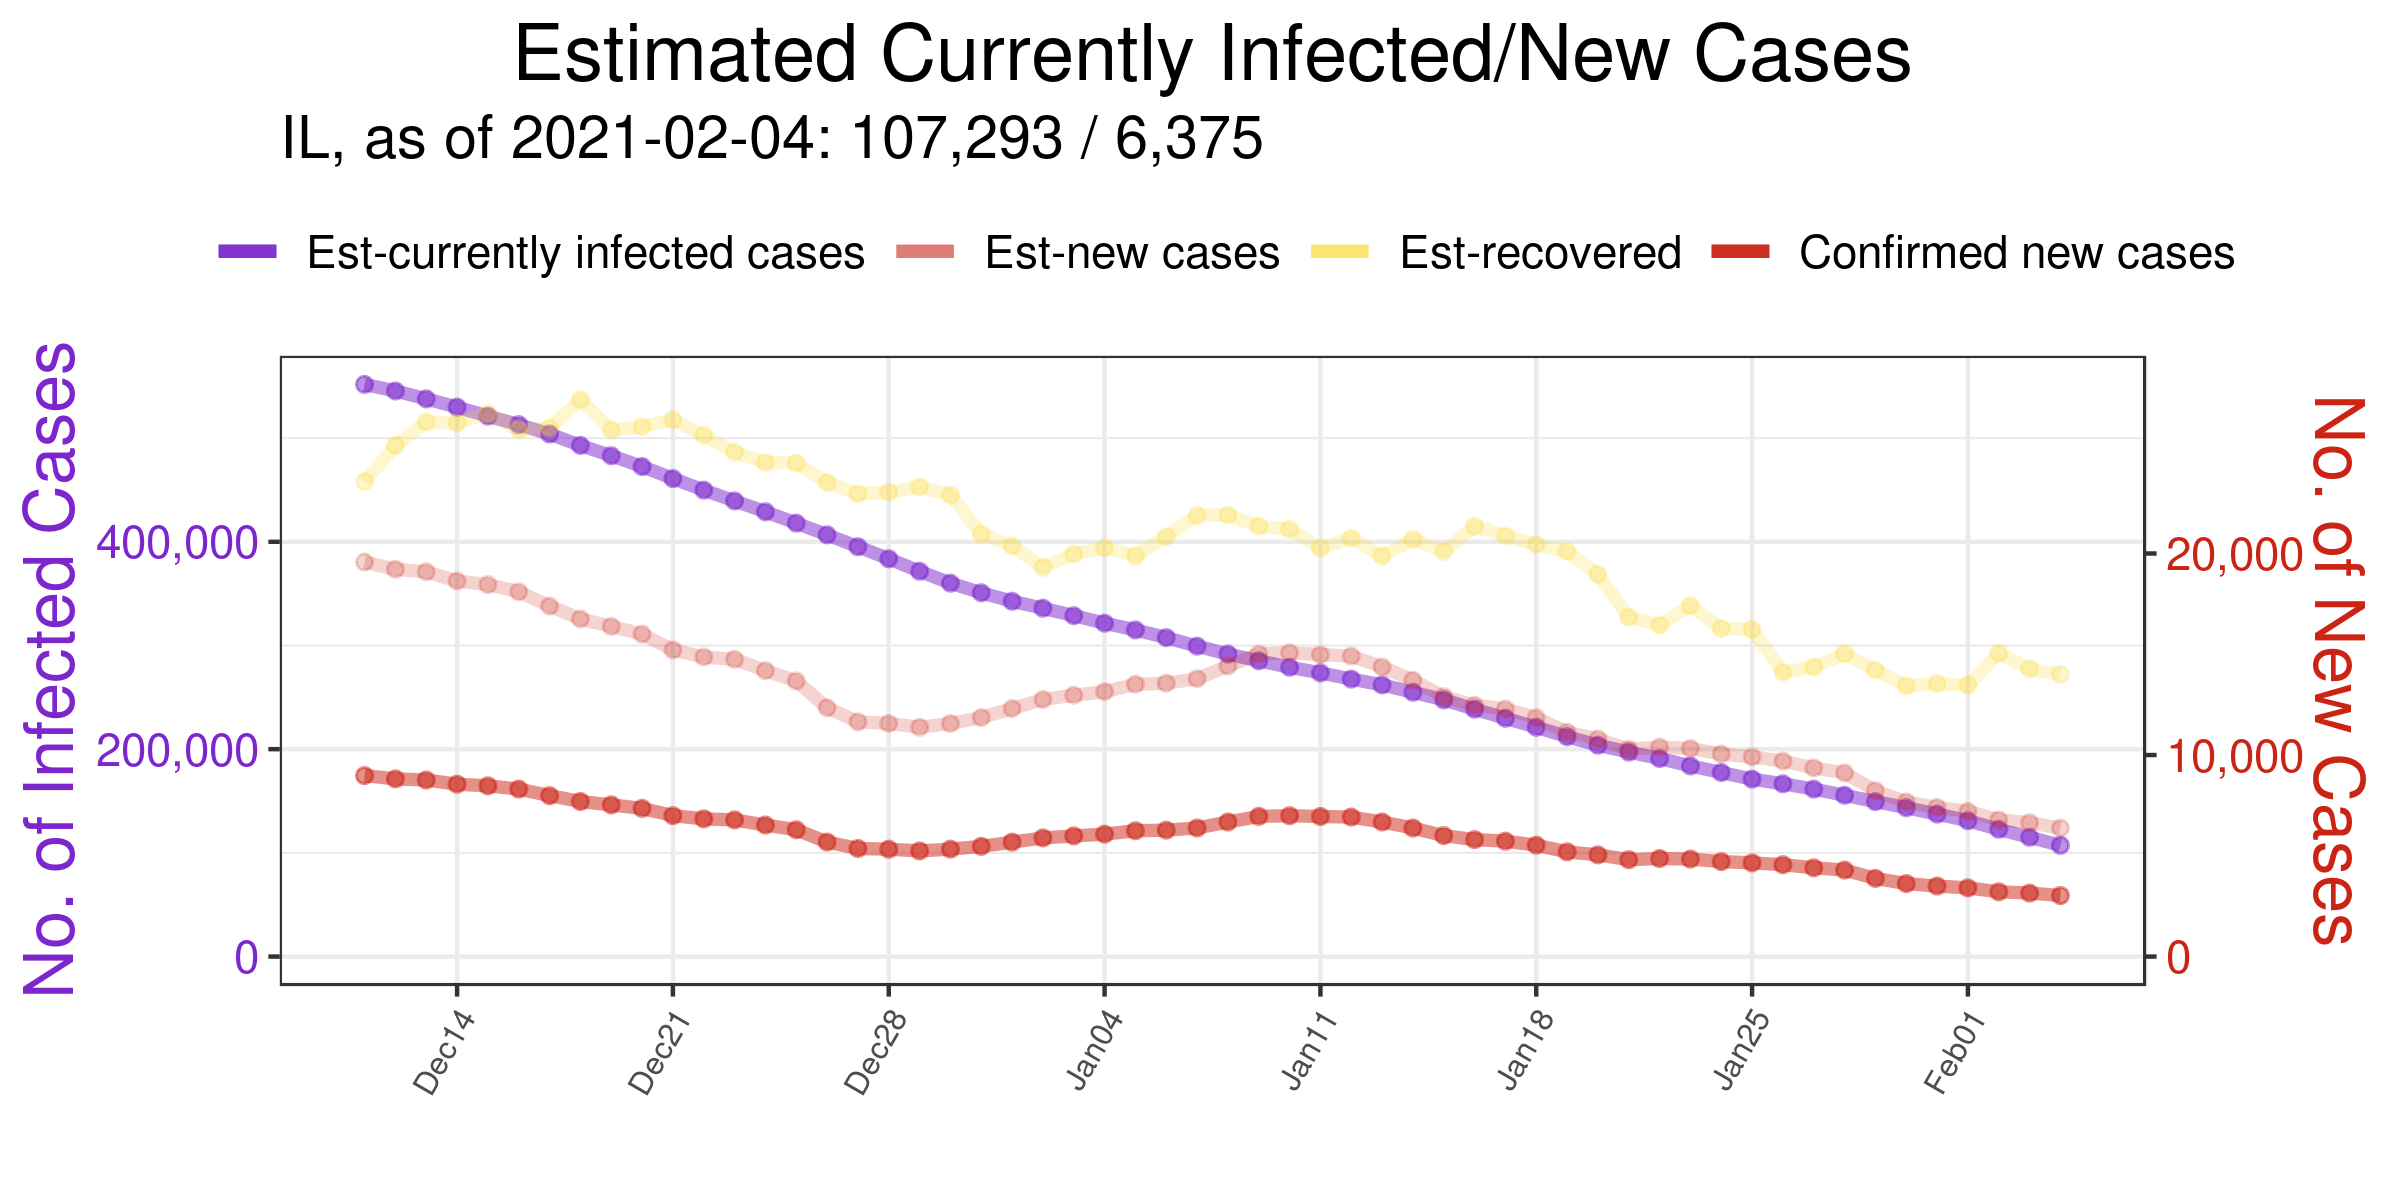 Estimated Currently Infected/New Cases
IL, as of 2021-02-04: 107,293 / 6,375
Est-currently infected cases Est-new cases Est-recovered Confirmed new cases
No. of Infected Cases
400,000
200,000
0
No. of New Cases
20,000
10,000
0
Dec14 Dec21 Dec28 Jan04 Jan11 Jan18 Jan25 Feb01